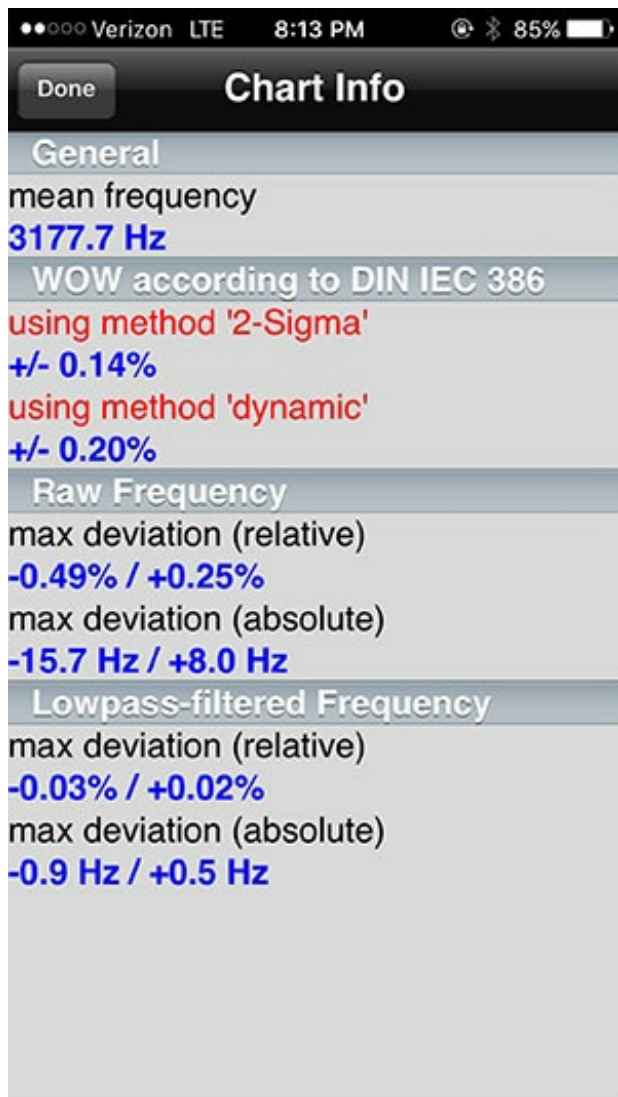 Verizon LTE 8:13 PM 85%
Done Chart Info
General
mean frequency
3177.7 Hz
WOW according to DIN IEC 386
using method '2-Sigma'
+/- 0.14%
using method 'dynamic'
+/- 0.20%
Raw Frequency
max deviation (relative)
-0.49% / +0.25%
max deviation (absolute)
-15.7 Hz / +8.0 Hz
Lowpass-filtered Frequency
max deviation (relative)
-0.03% / +0.02%
max deviation (absolute)
-0.9 Hz / +0.5 Hz